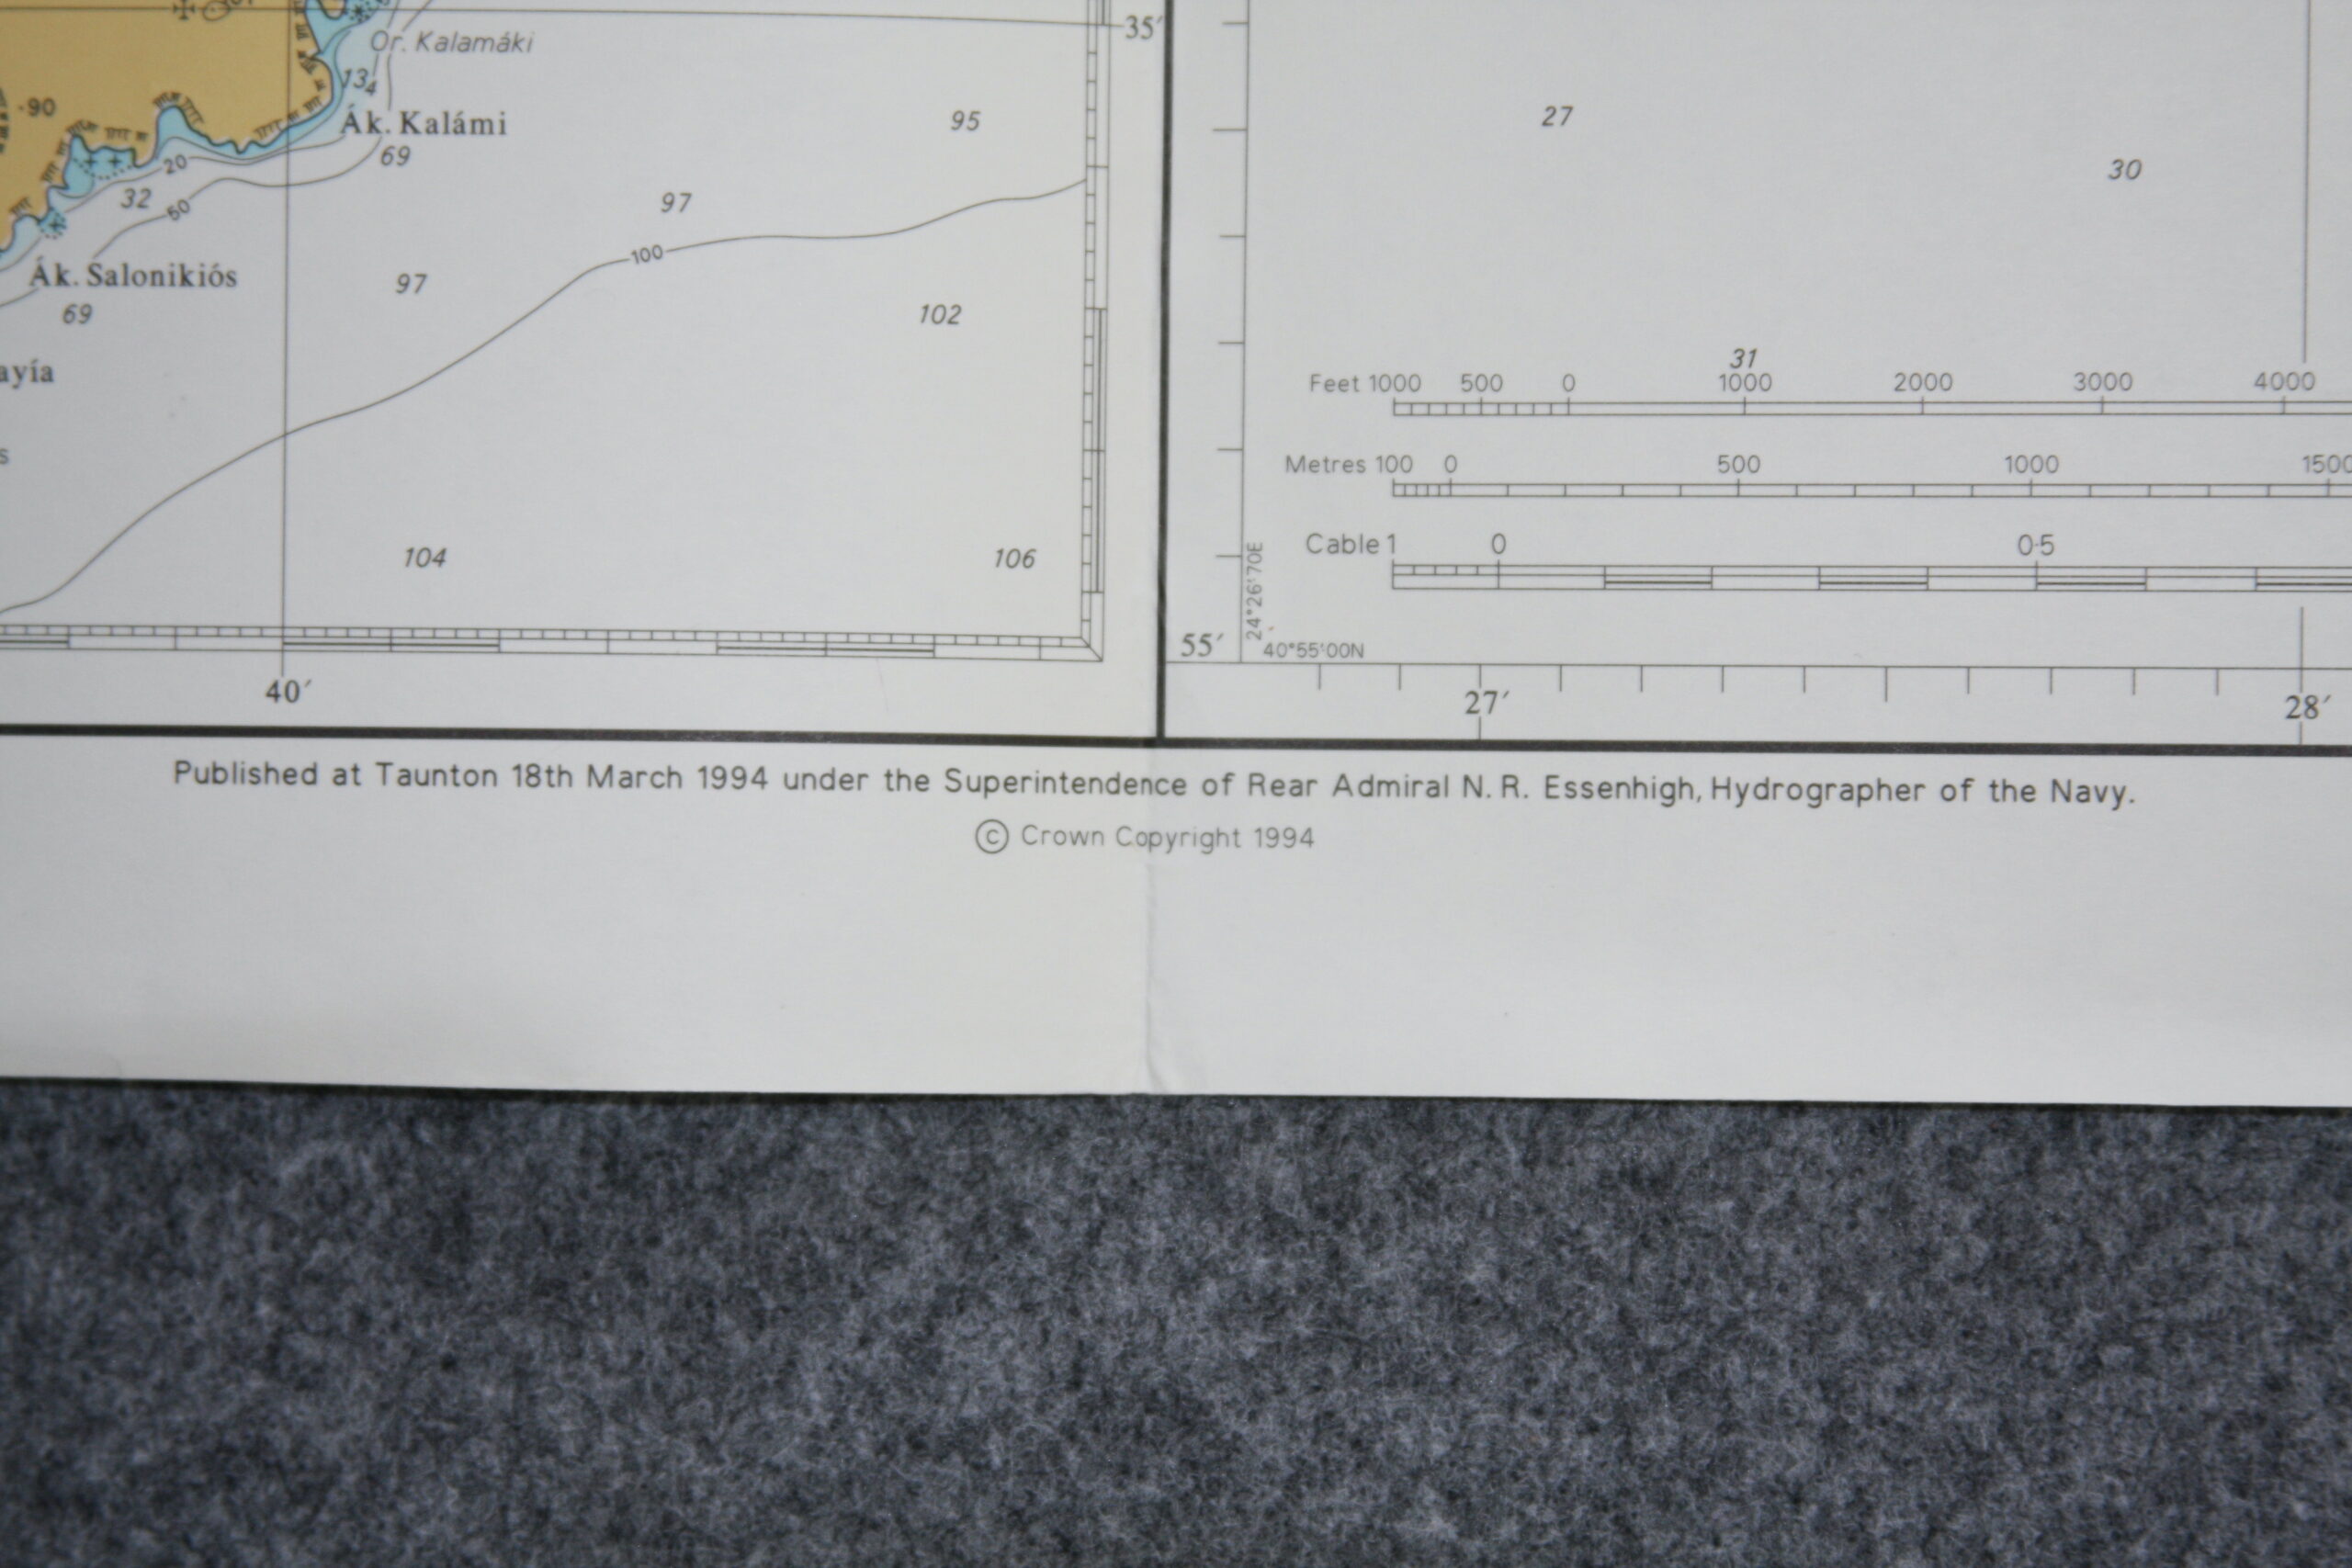 Or. Kalamáki
35′
13₄
-90
Ák. Kalámi
95
27
69
20
30
32
50
97
100
Ák. Salonikiós
97
69
102
31
ayía
Feet 1000 500 0 1000 2000 3000 4000
s
Metres 100 0 500 1000 1500
104
106
Cable 1 0 0·5
24°26′·70E
55′
40°55′·00N
40′
27′
28′
Published at Taunton 18th March 1994 under the Superintendence of Rear Admiral N. R. Essenhigh, Hydrographer of the Navy.
© Crown Copyright 1994